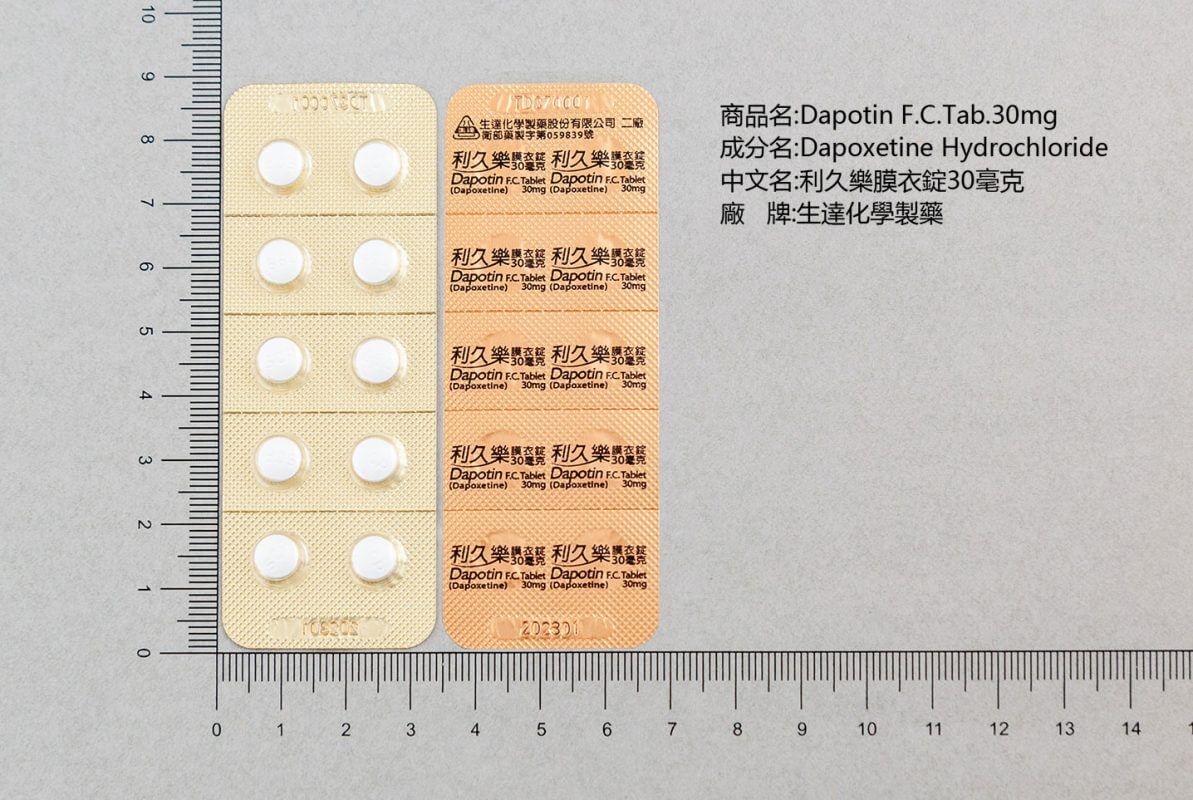 商品名:Dapotin F.C.Tab.30mg
成分名:Dapoxetine Hydrochloride
中文名:利久樂膜衣錠30毫克
廠　牌:生達化學製藥
生達化學製藥股份有限公司 二廠
衛部藥製字第059839號
利久樂膜衣錠30毫克 利久樂膜衣錠30毫克
Dapotin F.C.Tablet Dapotin F.C.Tablet
(Dapoxetine) 30mg (Dapoxetine) 30mg
利久樂膜衣錠30毫克 利久樂膜衣錠30毫克
Dapotin F.C.Tablet Dapotin F.C.Tablet
(Dapoxetine) 30mg (Dapoxetine) 30mg
利久樂膜衣錠30毫克 利久樂膜衣錠30毫克
Dapotin F.C.Tablet Dapotin F.C.Tablet
(Dapoxetine) 30mg (Dapoxetine) 30mg
利久樂膜衣錠30毫克 利久樂膜衣錠30毫克
Dapotin F.C.Tablet Dapotin F.C.Tablet
(Dapoxetine) 30mg (Dapoxetine) 30mg
利久樂膜衣錠30毫克 利久樂膜衣錠30毫克
Dapotin F.C.Tablet Dapotin F.C.Tablet
(Dapoxetine) 30mg (Dapoxetine) 30mg
202301
10
9
8
7
6
5
4
3
2
1
0
0 1 2 3 4 5 6 7 8 9 10 11 12 13 14